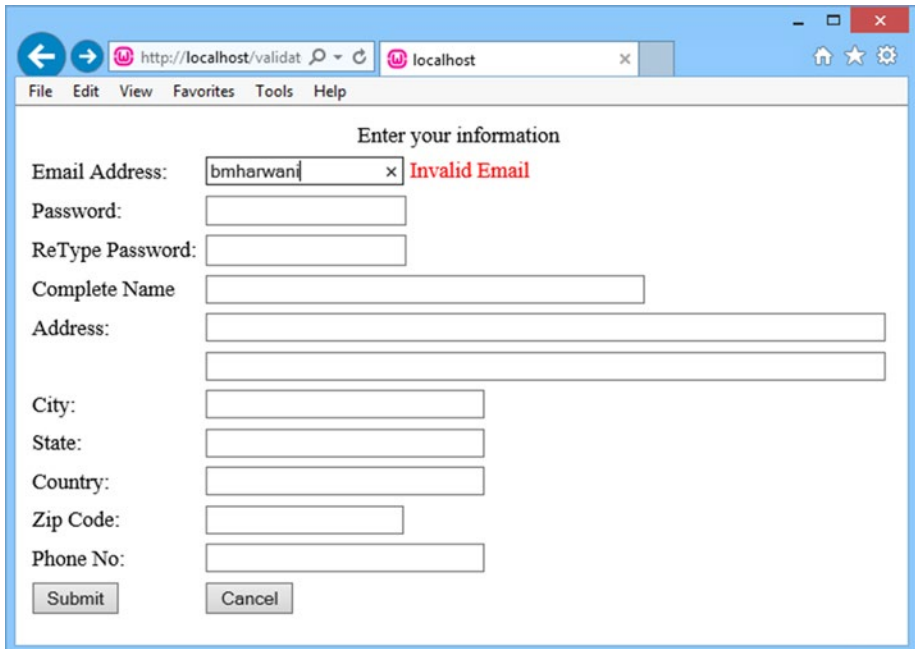 http://localhost/validat
localhost
File Edit View Favorites Tools Help
Enter your information
Email Address: bmharwani Invalid Email
Password:
ReType Password:
Complete Name
Address:
City:
State:
Country:
Zip Code:
Phone No:
Submit Cancel